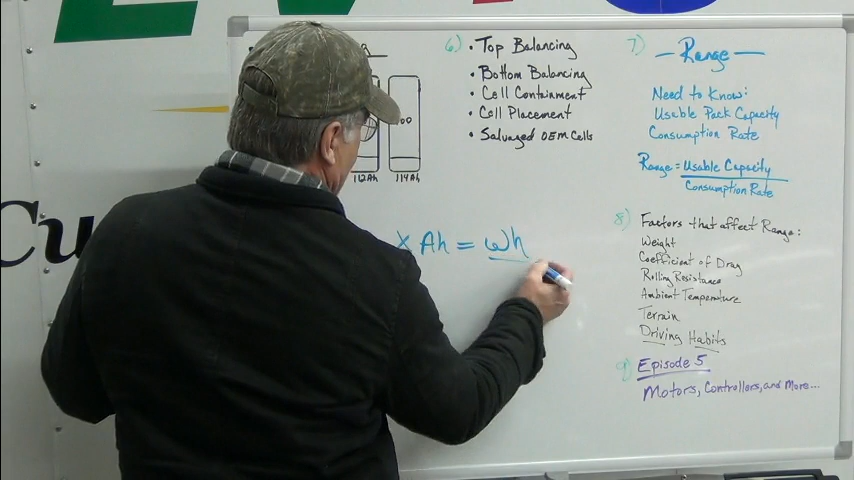 EV
Cu
112Ah 114Ah
X Ah = wh
6) • Top Balancing
• Bottom Balancing
• Cell Containment
• Cell Placement
• Salvaged OEM Cells
7) — Range —
Need to Know:
Usable Pack Capacity
Consumption Rate
Range = Usable Capacity
Consumption Rate
8) Factors that affect Range:
Weight
Coefficient of Drag
Rolling Resistance
Ambient Temperature
Terrain
Driving Habits
9) Episode 5
Motors, Controllers, and More...